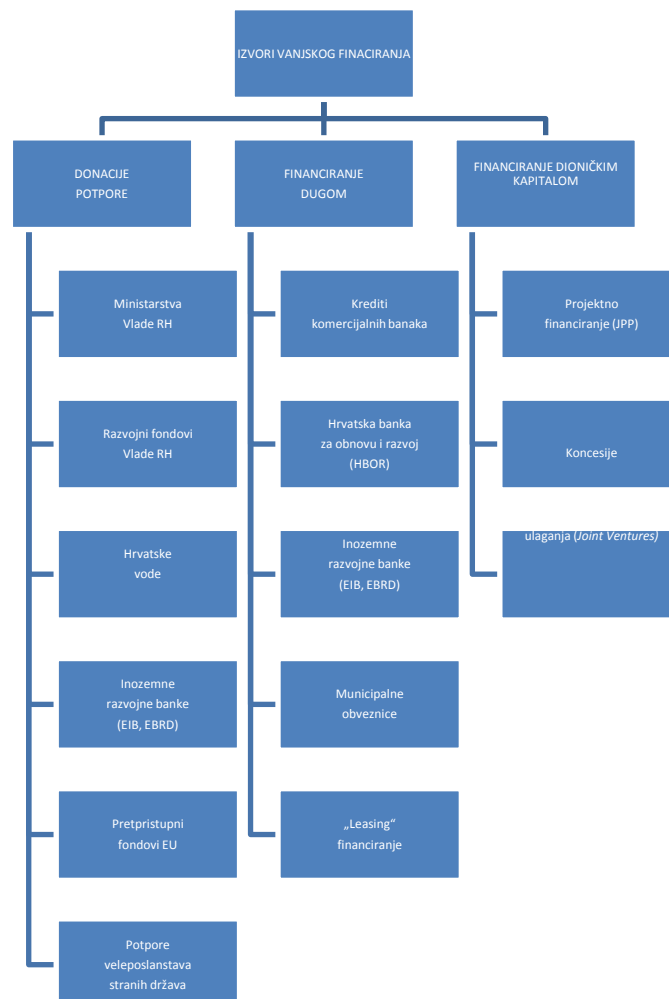 IZVORI VANJSKOG FINACIRANJA
DONACIJE
POTPORE
Ministarstva
Vlade RH
Razvojni fondovi
Vlade RH
Hrvatske
vode
Inozemne
razvojne banke
(EIB, EBRD)
Pretpristupni
fondovi EU
Potpore
veleposlanstava
stranih država
FINANCIRANJE
DUGOM
Krediti
komercijalnih banaka
Hrvatska banka
za obnovu i razvoj
(HBOR)
Inozemne
razvojne banke
(EIB, EBRD)
Municipalne
obveznice
„Leasing“
financiranje
FINANCIRANJE DIONIČKIM
KAPITALOM
Projektno
financiranje (JPP)
Koncesije
ulaganja (Joint Ventures)